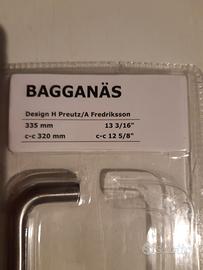 BAGGANÄS
Design H Preutz/A Fredriksson
335 mm 13 3/16"
c-c 320 mm c-c 12 5/8"